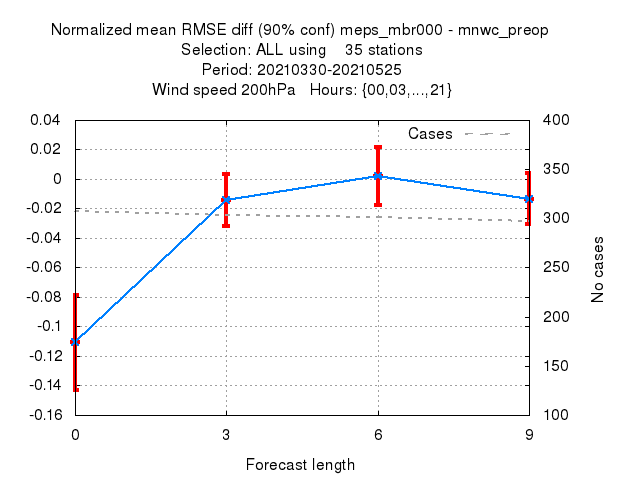 Normalized mean RMSE diff (90% conf) meps_mbr000 - mnwc_preop
Selection: ALL using 35 stations
Period: 20210330-20210525
Wind speed 200hPa Hours: {00,03,...,21}
0.04 400
Cases
0.02
350
0
-0.02
300
-0.04
-0.06 250
-0.08
200
-0.1
-0.12
150
-0.14
-0.16 100
No cases
0 3 6 9
Forecast length